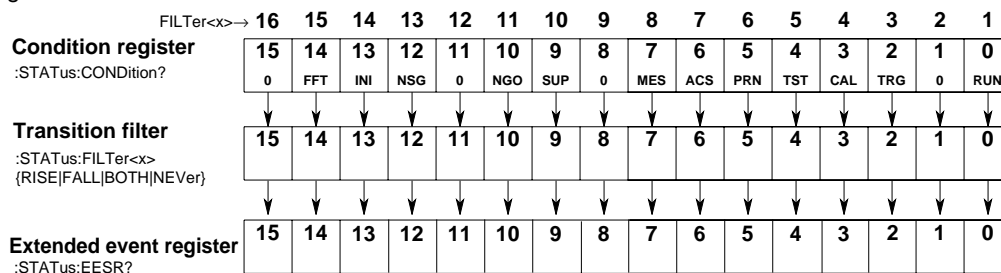 FILTer<x>→ 16 15 14 13 12 11 10 9 8 7 6 5 4 3 2 1
Condition register 15 14 13 12 11 10 9 8 7 6 5 4 3 2 1 0
:STATus:CONDition? 0 FFT INI NSG 0 NGO SUP 0 MES ACS PRN TST CAL TRG 0 RUN
Transition filter 15 14 13 12 11 10 9 8 7 6 5 4 3 2 1 0
:STATus:FILTer<x>
{RISE|FALL|BOTH|NEVer}
Extended event register 15 14 13 12 11 10 9 8 7 6 5 4 3 2 1 0
:STATus:EESR?